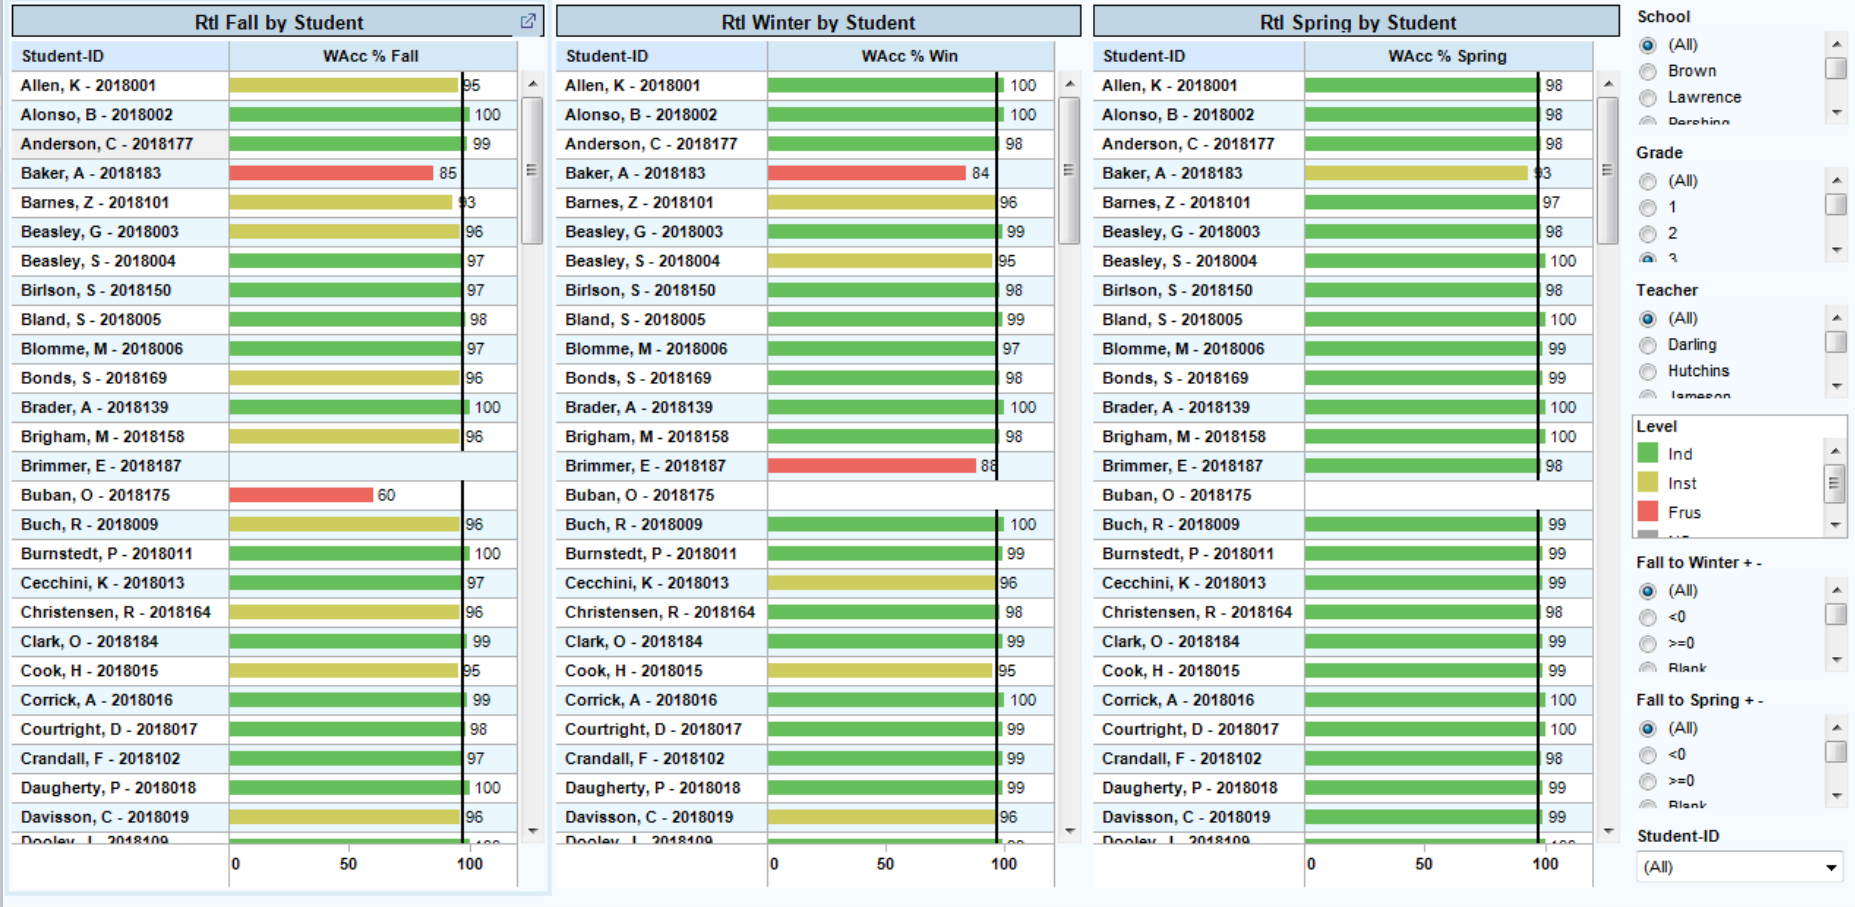 RtI Fall by Student
Student-ID WAcc % Fall
Allen, K - 2018001 95
Alonso, B - 2018002 100
Anderson, C - 2018177 99
Baker, A - 2018183 85
Barnes, Z - 2018101 93
Beasley, G - 2018003 96
Beasley, S - 2018004 97
Birlson, S - 2018150 97
Bland, S - 2018005 98
Blomme, M - 2018006 97
Bonds, S - 2018169 96
Brader, A - 2018139 100
Brigham, M - 2018158 96
Brimmer, E - 2018187
Buban, O - 2018175 60
Buch, R - 2018009 96
Burnstedt, P - 2018011 100
Cecchini, K - 2018013 97
Christensen, R - 2018164 96
Clark, O - 2018184 99
Cook, H - 2018015 95
Corrick, A - 2018016 99
Courtright, D - 2018017 98
Crandall, F - 2018102 97
Daugherty, P - 2018018 100
Davisson, C - 2018019 96
Dooley, L - 2018109 100
0 50 100
RtI Winter by Student
Student-ID WAcc % Win
Allen, K - 2018001 100
Alonso, B - 2018002 100
Anderson, C - 2018177 98
Baker, A - 2018183 84
Barnes, Z - 2018101 96
Beasley, G - 2018003 99
Beasley, S - 2018004 95
Birlson, S - 2018150 98
Bland, S - 2018005 99
Blomme, M - 2018006 97
Bonds, S - 2018169 98
Brader, A - 2018139 100
Brigham, M - 2018158 98
Brimmer, E - 2018187 88
Buban, O - 2018175
Buch, R - 2018009 100
Burnstedt, P - 2018011 99
Cecchini, K - 2018013 96
Christensen, R - 2018164 98
Clark, O - 2018184 99
Cook, H - 2018015 95
Corrick, A - 2018016 100
Courtright, D - 2018017 99
Crandall, F - 2018102 99
Daugherty, P - 2018018 99
Davisson, C - 2018019 96
Dooley, L - 2018109
0 50 100
RtI Spring by Student
Student-ID WAcc % Spring
Allen, K - 2018001 98
Alonso, B - 2018002 98
Anderson, C - 2018177 98
Baker, A - 2018183 93
Barnes, Z - 2018101 97
Beasley, G - 2018003 98
Beasley, S - 2018004 100
Birlson, S - 2018150 98
Bland, S - 2018005 100
Blomme, M - 2018006 99
Bonds, S - 2018169 99
Brader, A - 2018139 100
Brigham, M - 2018158 100
Brimmer, E - 2018187 98
Buban, O - 2018175
Buch, R - 2018009 99
Burnstedt, P - 2018011 99
Cecchini, K - 2018013 99
Christensen, R - 2018164 98
Clark, O - 2018184 99
Cook, H - 2018015 99
Corrick, A - 2018016 100
Courtright, D - 2018017 100
Crandall, F - 2018102 98
Daugherty, P - 2018018 99
Davisson, C - 2018019 99
Dooley, L - 2018109 100
0 50 100
School
(All)
Brown
Lawrence
Pershing
Grade
(All)
1
2
3
Teacher
(All)
Darling
Hutchins
Jameson
Level
Ind
Inst
Frus
Fall to Winter + -
(All)
<0
>=0
Blank
Fall to Spring + -
(All)
<0
>=0
Blank
Student-ID
(All)